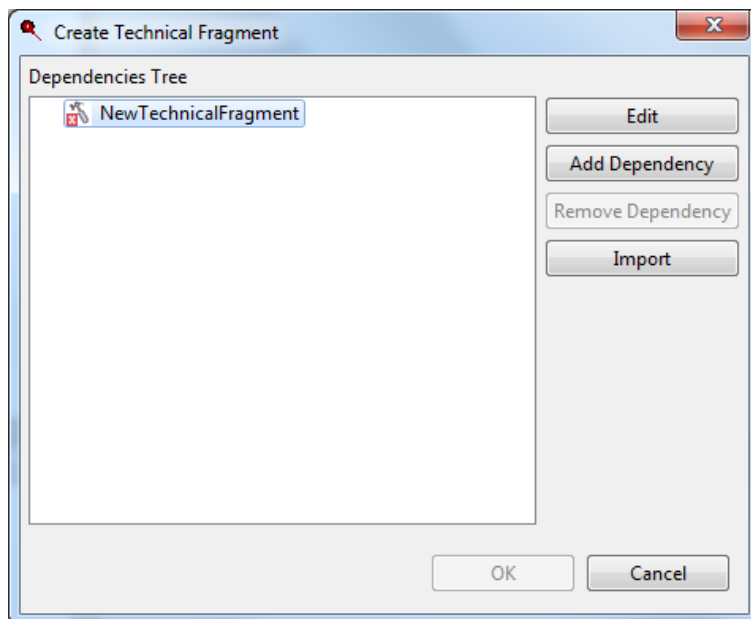 Create Technical Fragment
Dependencies Tree
NewTechnicalFragment
Edit
Add Dependency
Remove Dependency
Import
OK
Cancel